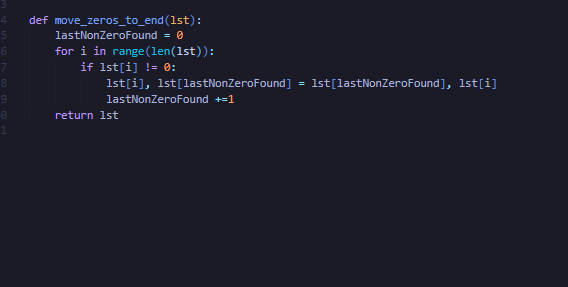 3
4 def move_zeros_to_end(lst):
5     lastNonZeroFound = 0
6     for i in range(len(lst)):
7         if lst[i] != 0:
8             lst[i], lst[lastNonZeroFound] = lst[lastNonZeroFound], lst[i]
9             lastNonZeroFound +=1
0     return lst
1